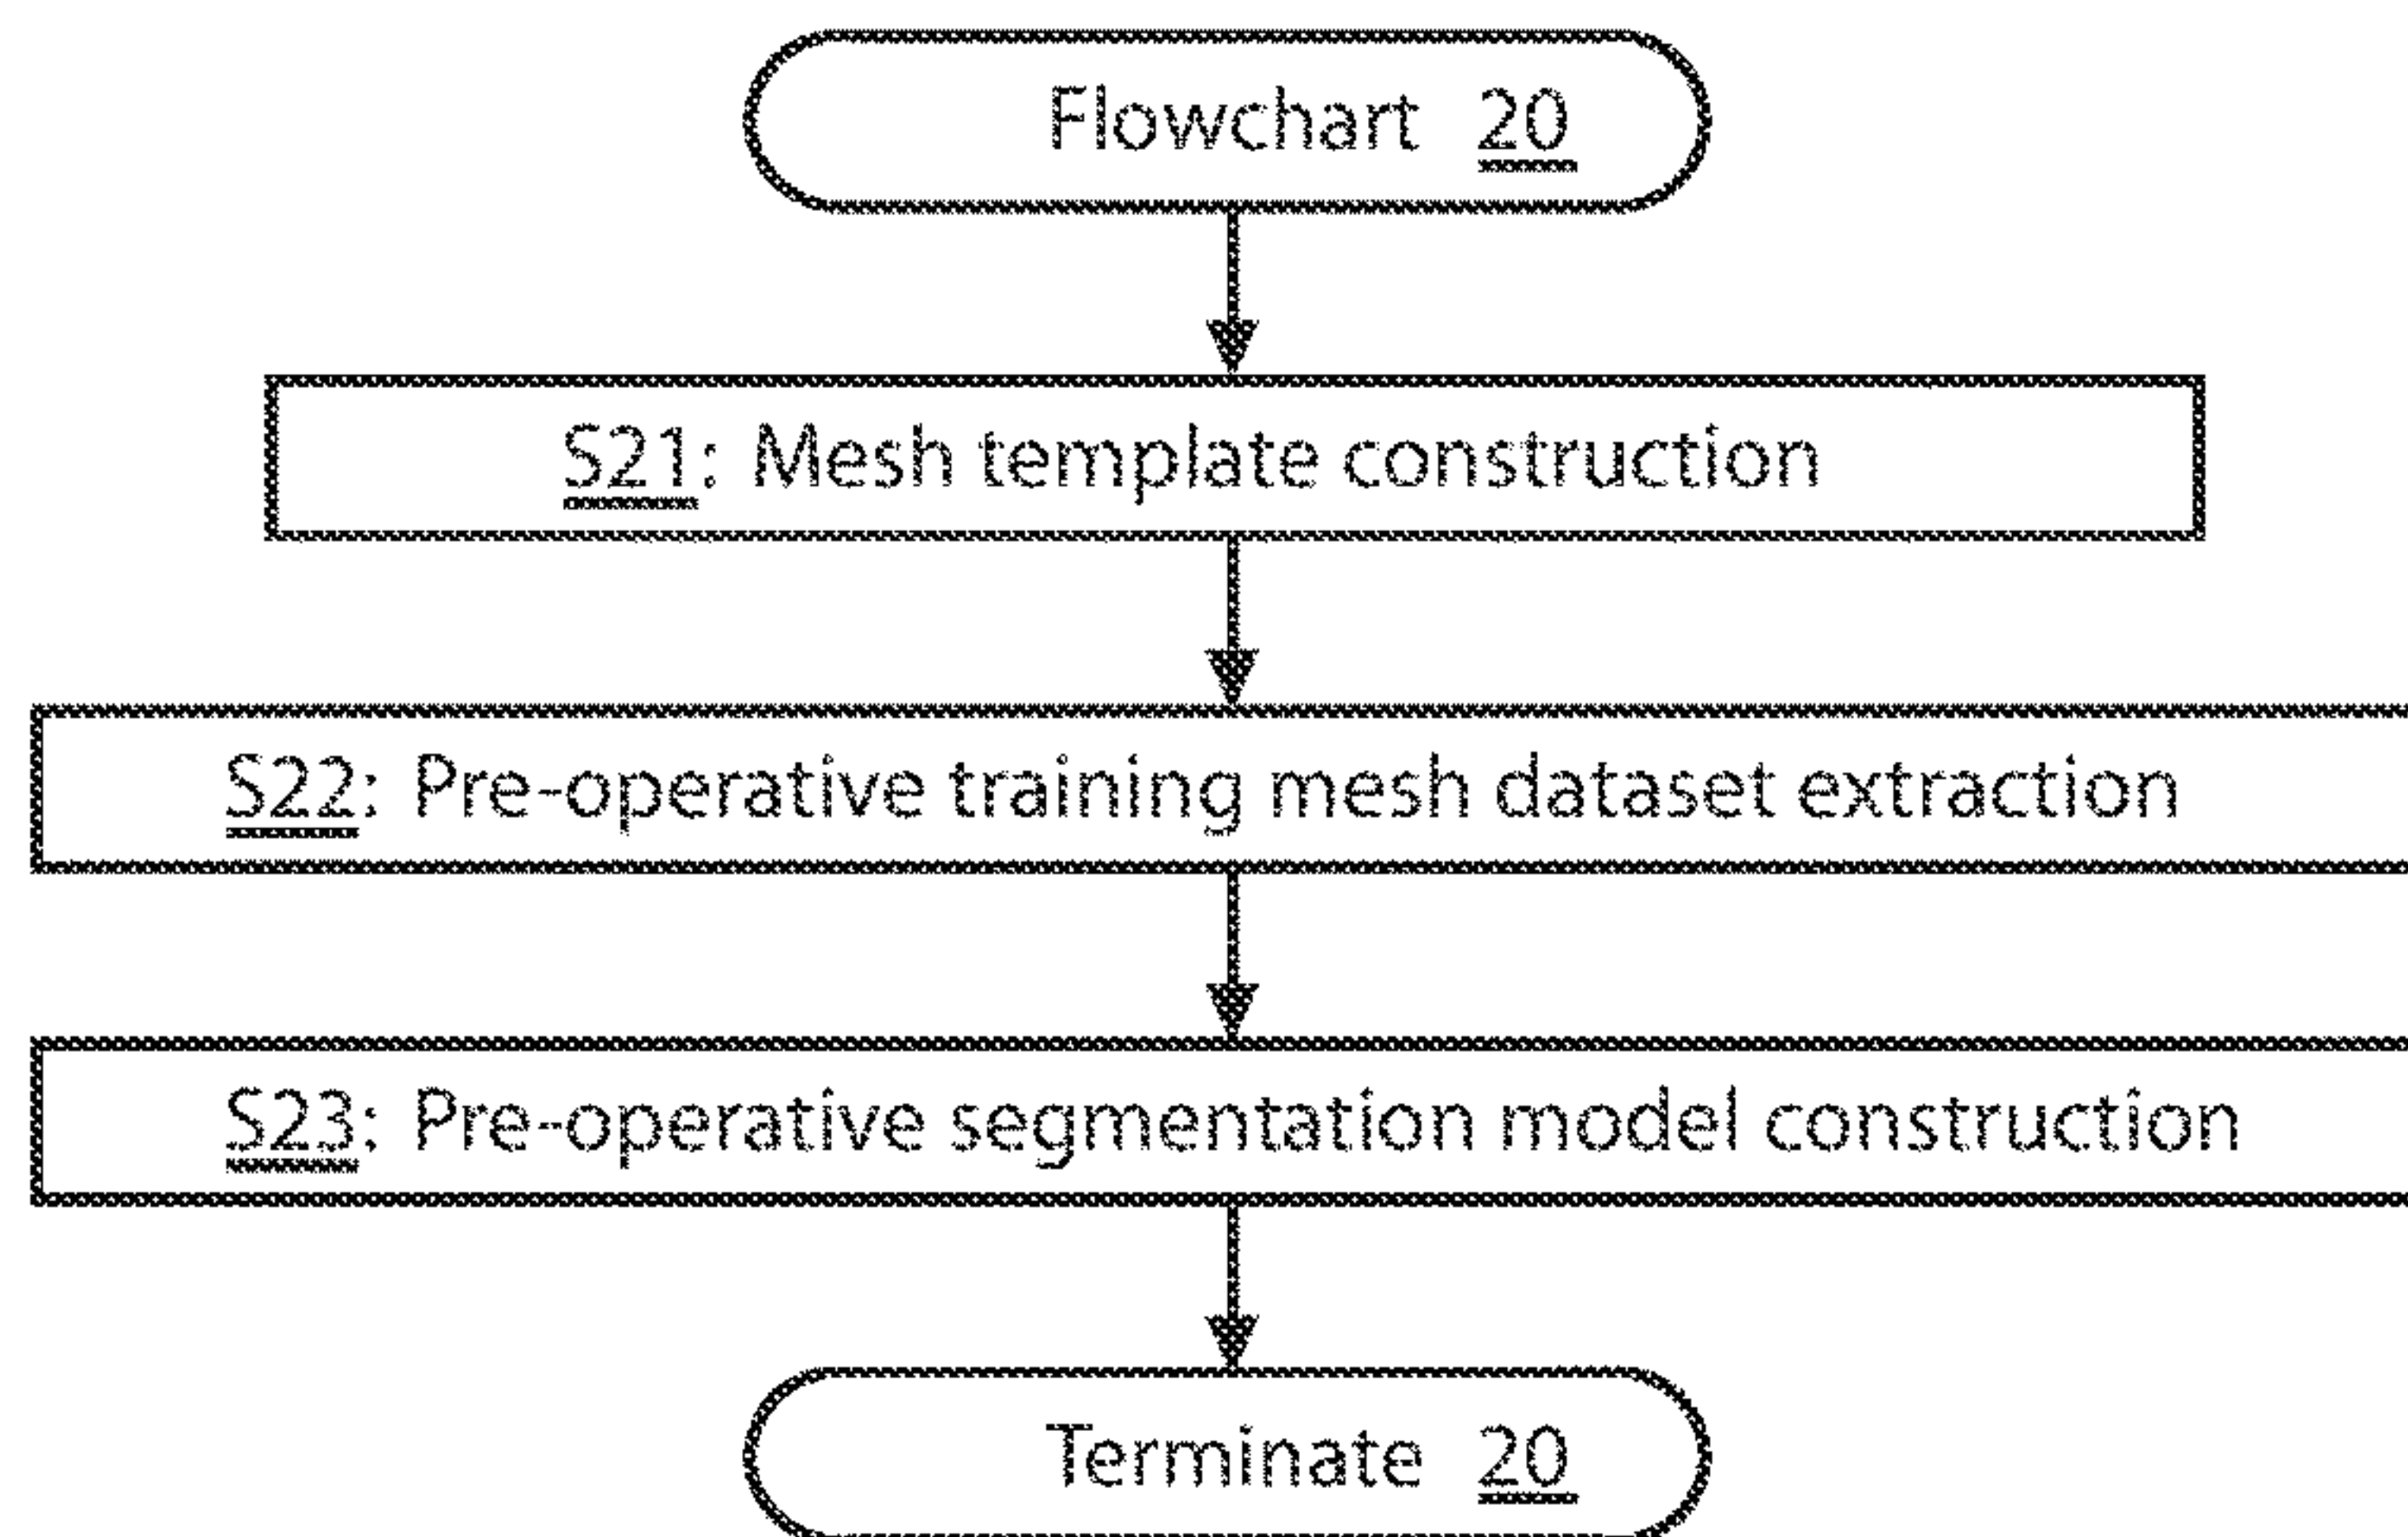 Flowchart 20
S21: Mesh template construction
S22: Pre-operative training mesh dataset extraction
S23: Pre-operative segmentation model construction
Terminate 20